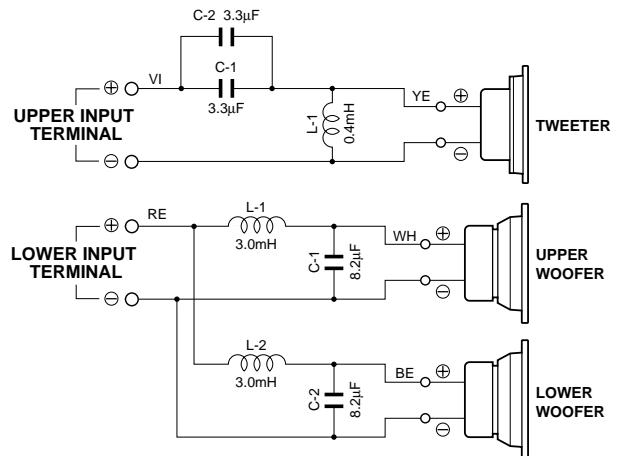 C-2 3.3μF
C-1
3.3μF
⊕ VI
UPPER INPUT
TERMINAL
⊖
L-1
0.4mH
YE ⊕
⊖
TWEETER
⊕ RE
LOWER INPUT
TERMINAL
⊖
L-1
3.0mH
C-1
8.2μF
WH ⊕
⊖
UPPER
WOOFER
L-2
3.0mH
C-2
8.2μF
BE ⊕
⊖
LOWER
WOOFER